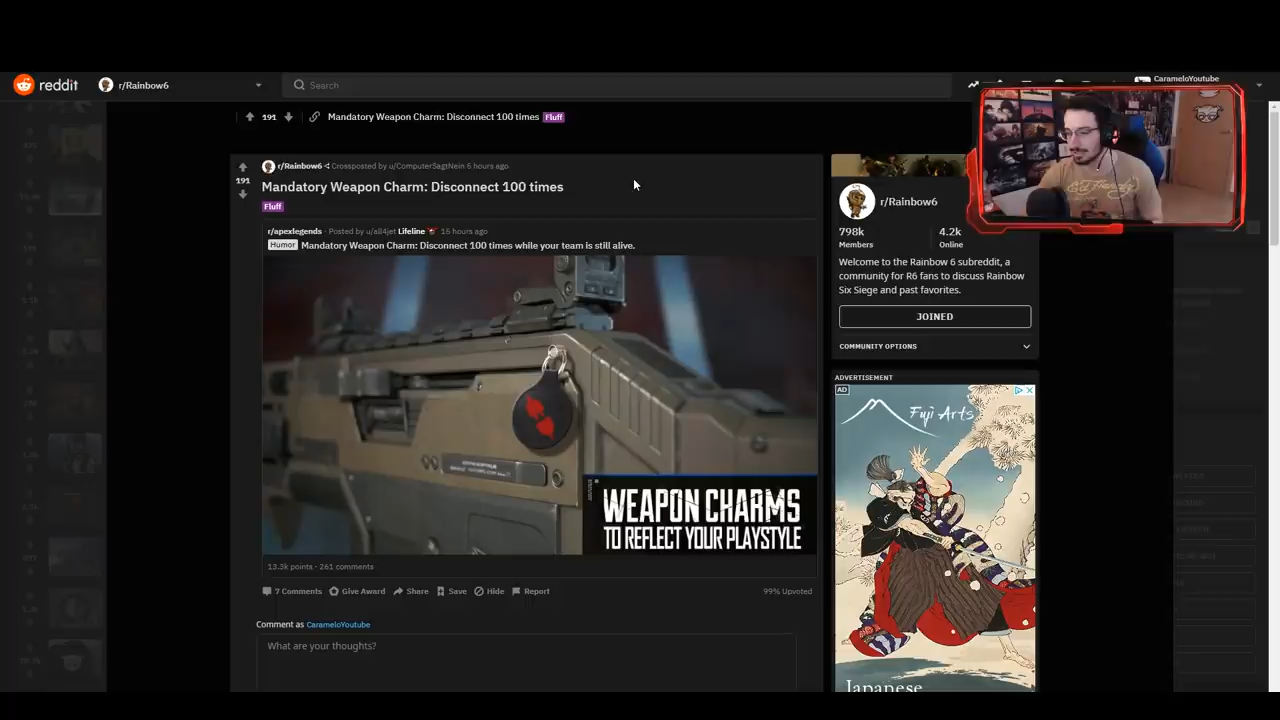 reddit
r/Rainbow6
Search
CarameloYoutube
191
Mandatory Weapon Charm: Disconnect 100 times
Fluff
r/Rainbow6
Crossposted by u/ComputerSagtNein 5 hours ago
191
Mandatory Weapon Charm: Disconnect 100 times
Fluff
r/apexlegends · Posted by u/all4jet Lifeline 15 hours ago
Humor
Mandatory Weapon Charm: Disconnect 100 times while your team is still alive.
WEAPON CHARMS
TO REFLECT YOUR PLAYSTYLE
13.3k points · 261 comments
7 Comments
Give Award
Share
Save
Hide
Report
99% Upvoted
Comment as CarameloYoutube
What are your thoughts?
r/Rainbow6
798k
4.2k
Members
Online
Welcome to the Rainbow 6 subreddit, a
community for R6 fans to discuss Rainbow
Six Siege and past favorites.
JOINED
COMMUNITY OPTIONS
ADVERTISEMENT
AD
Fuji Arts
Japanese